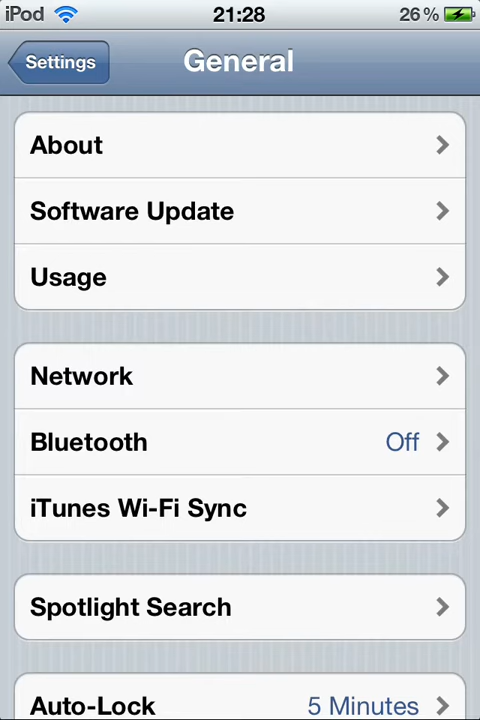 iPod 21:28 26%
Settings General
About
Software Update
Usage
Network
Bluetooth Off
iTunes Wi-Fi Sync
Spotlight Search
Auto-Lock 5 Minutes